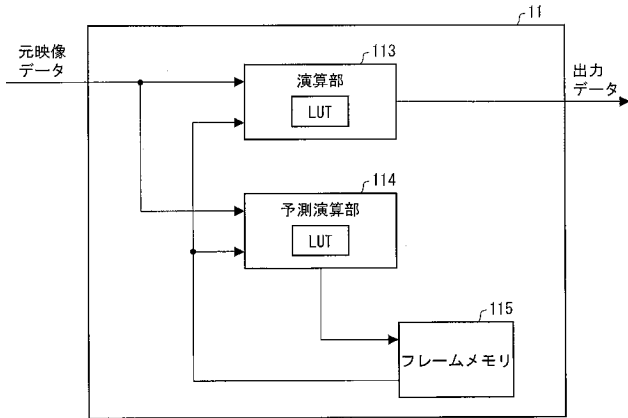 11
元映像
データ
113
演算部
LUT
出力
データ
114
予測演算部
LUT
115
フレームメモリ